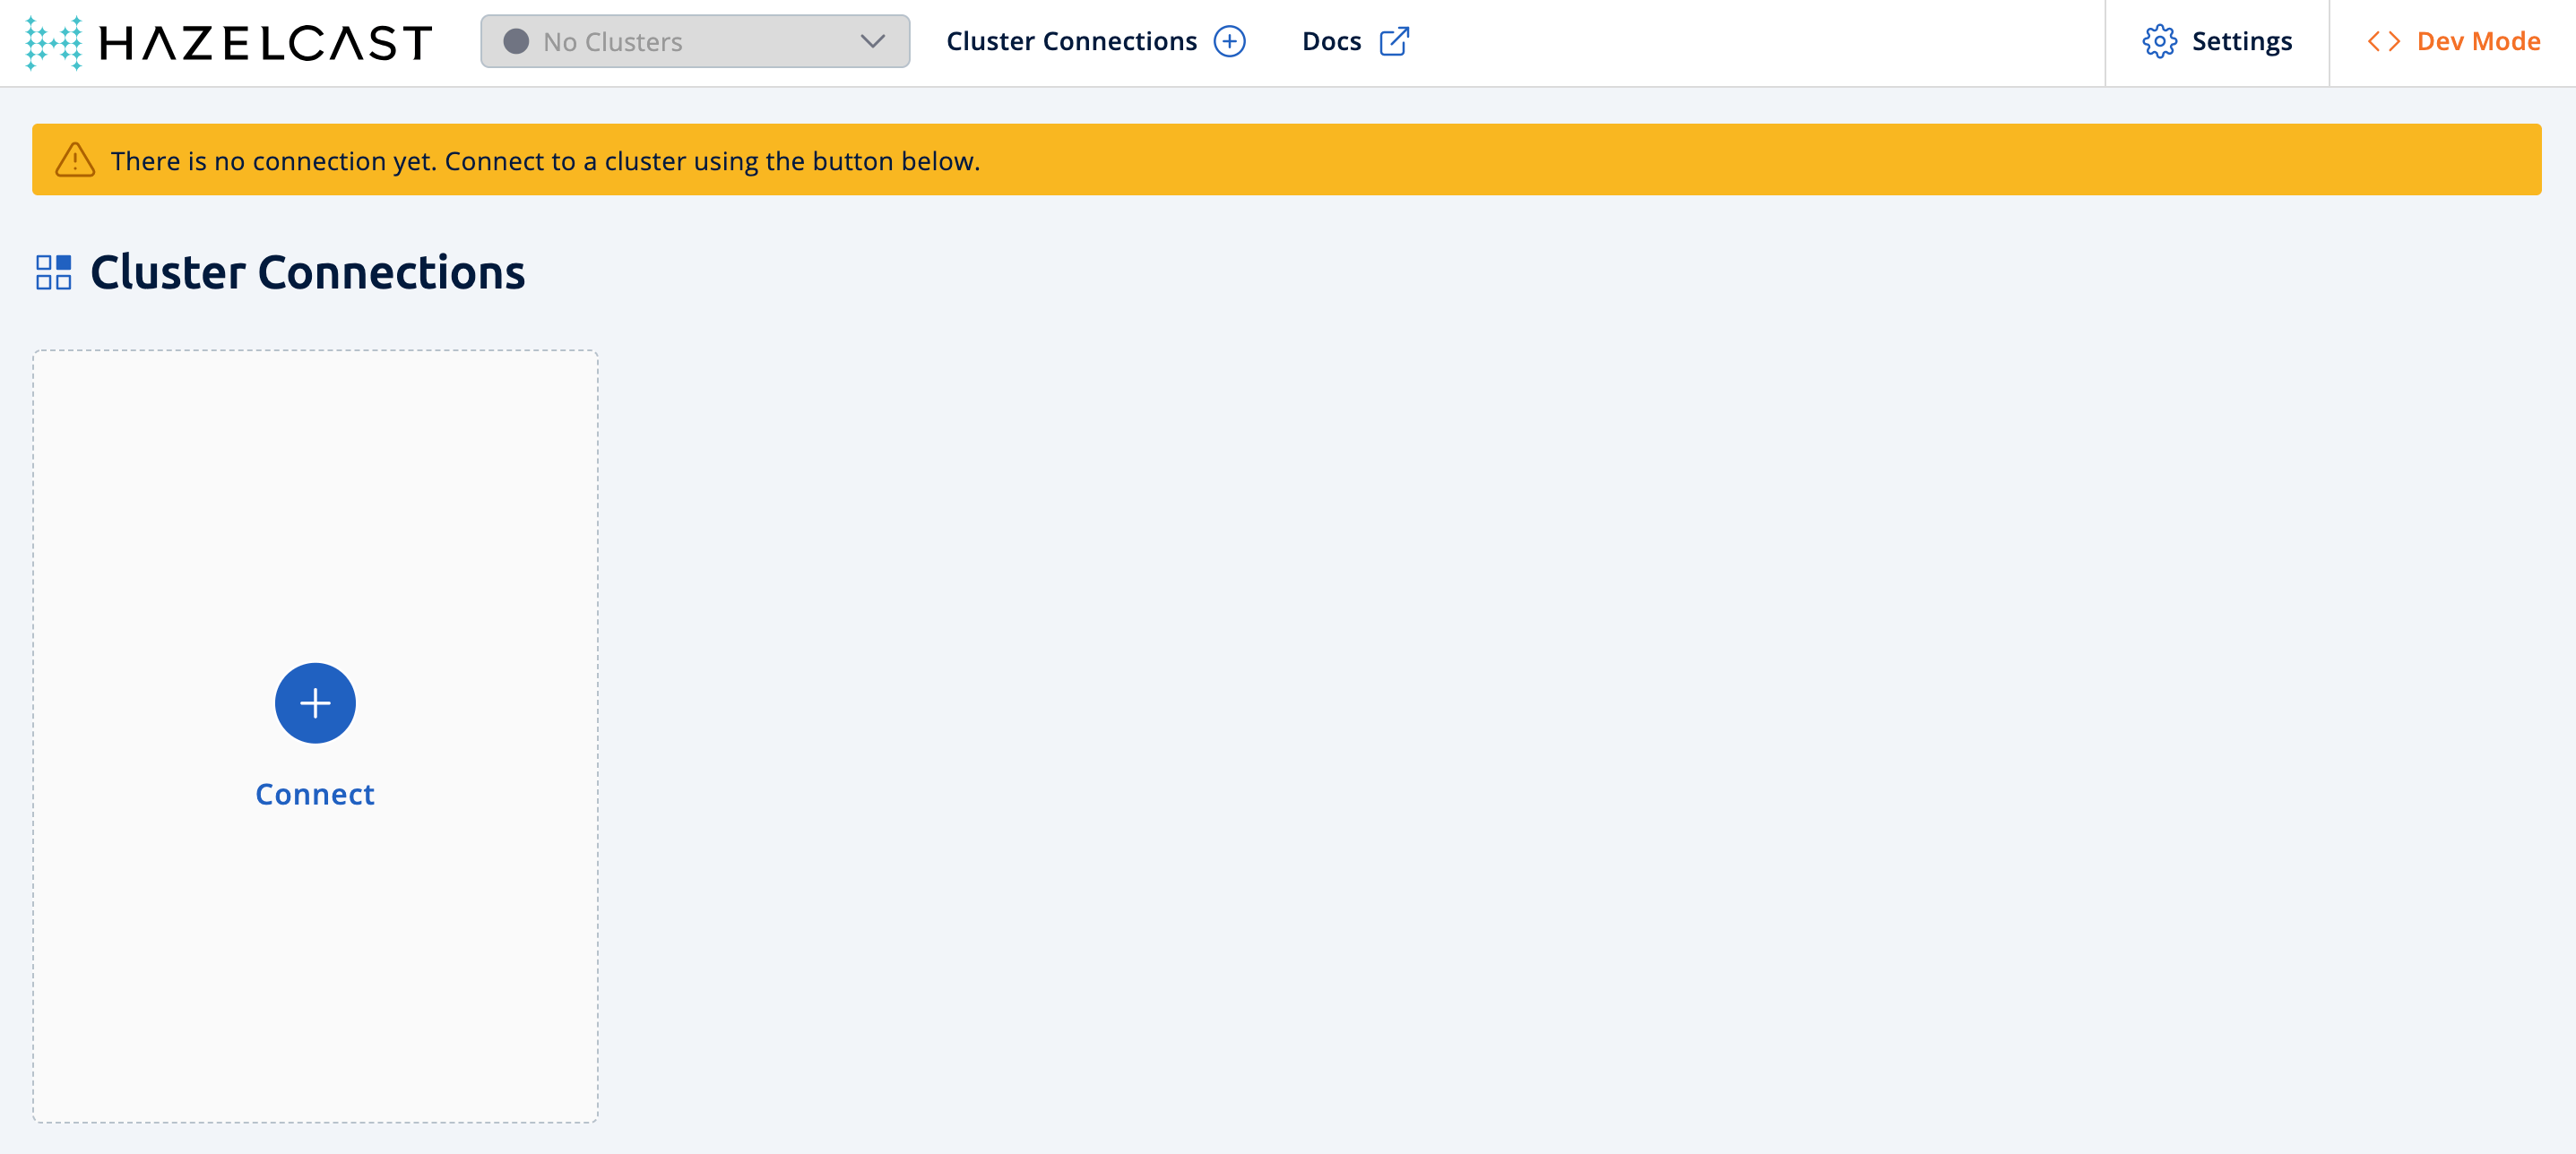 HAZELCAST
No Clusters
Cluster Connections
Docs
Settings
Dev Mode
There is no connection yet. Connect to a cluster using the button below.
Cluster Connections
Connect